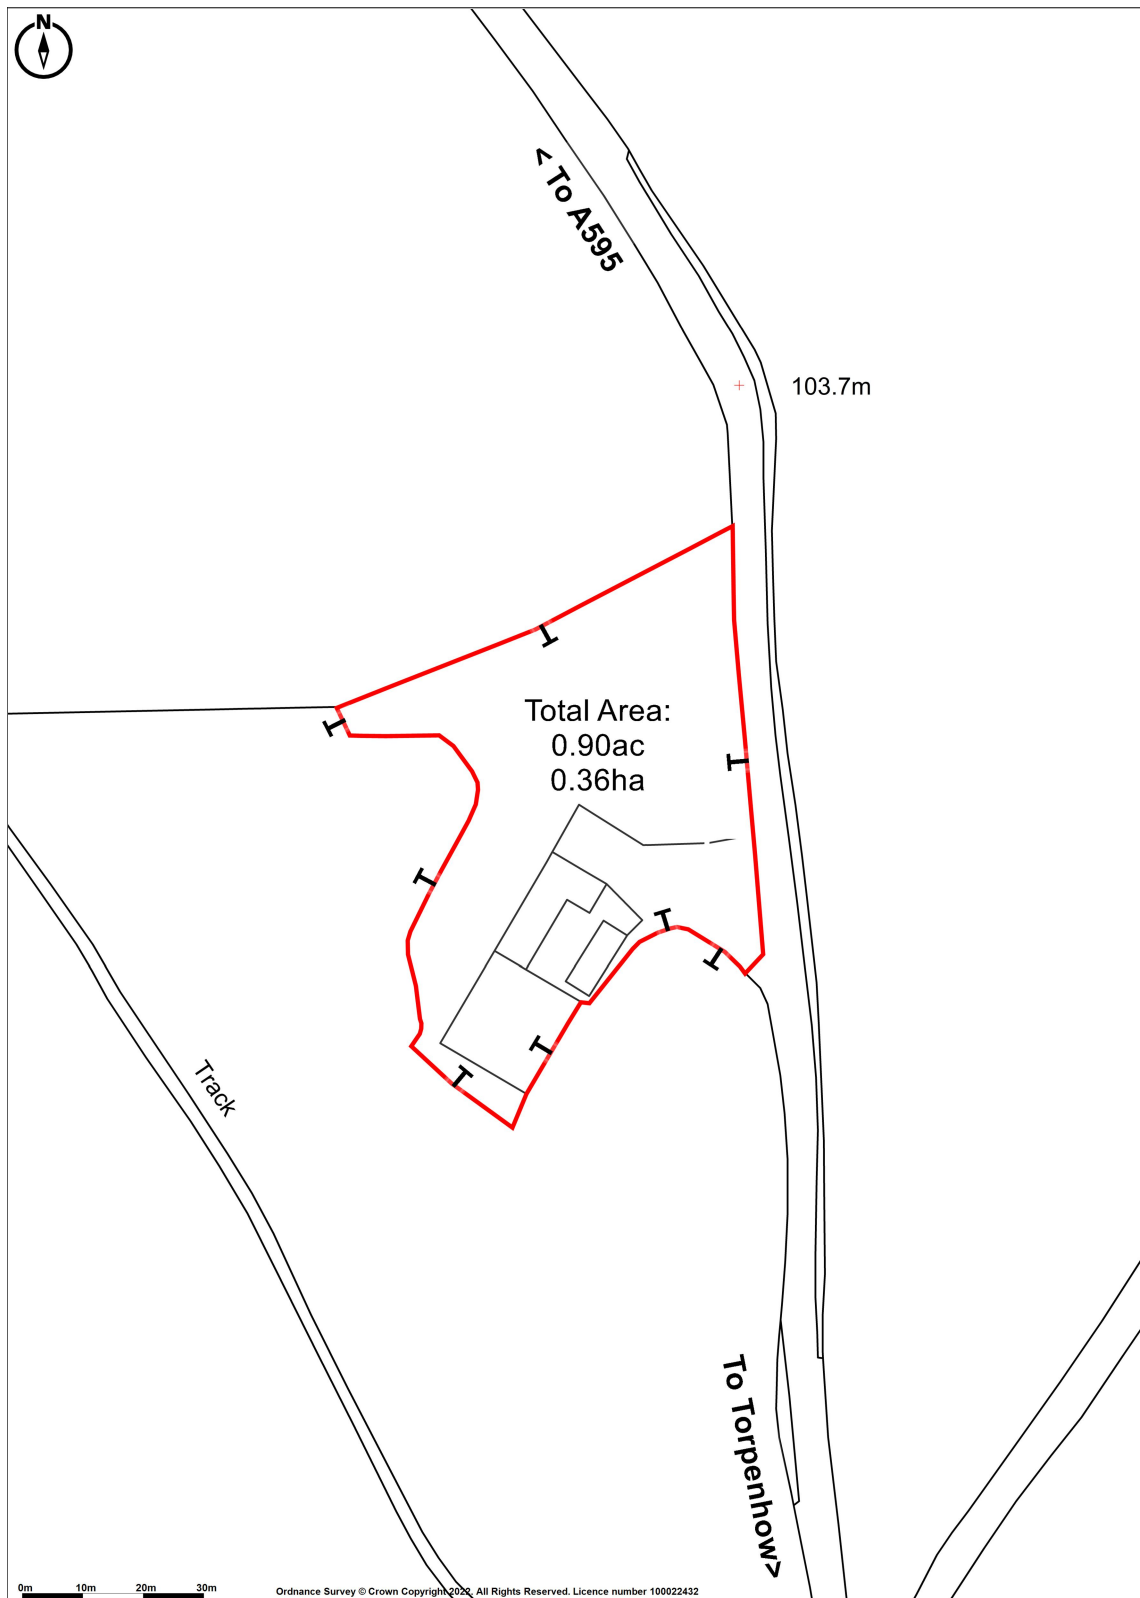 N
< To A595
103.7m
Total Area:
0.90ac
0.36ha
Track
To Torpenhow>
0m 10m 20m 30m
Ordnance Survey © Crown Copyright 2022. All Rights Reserved. Licence number 100022432